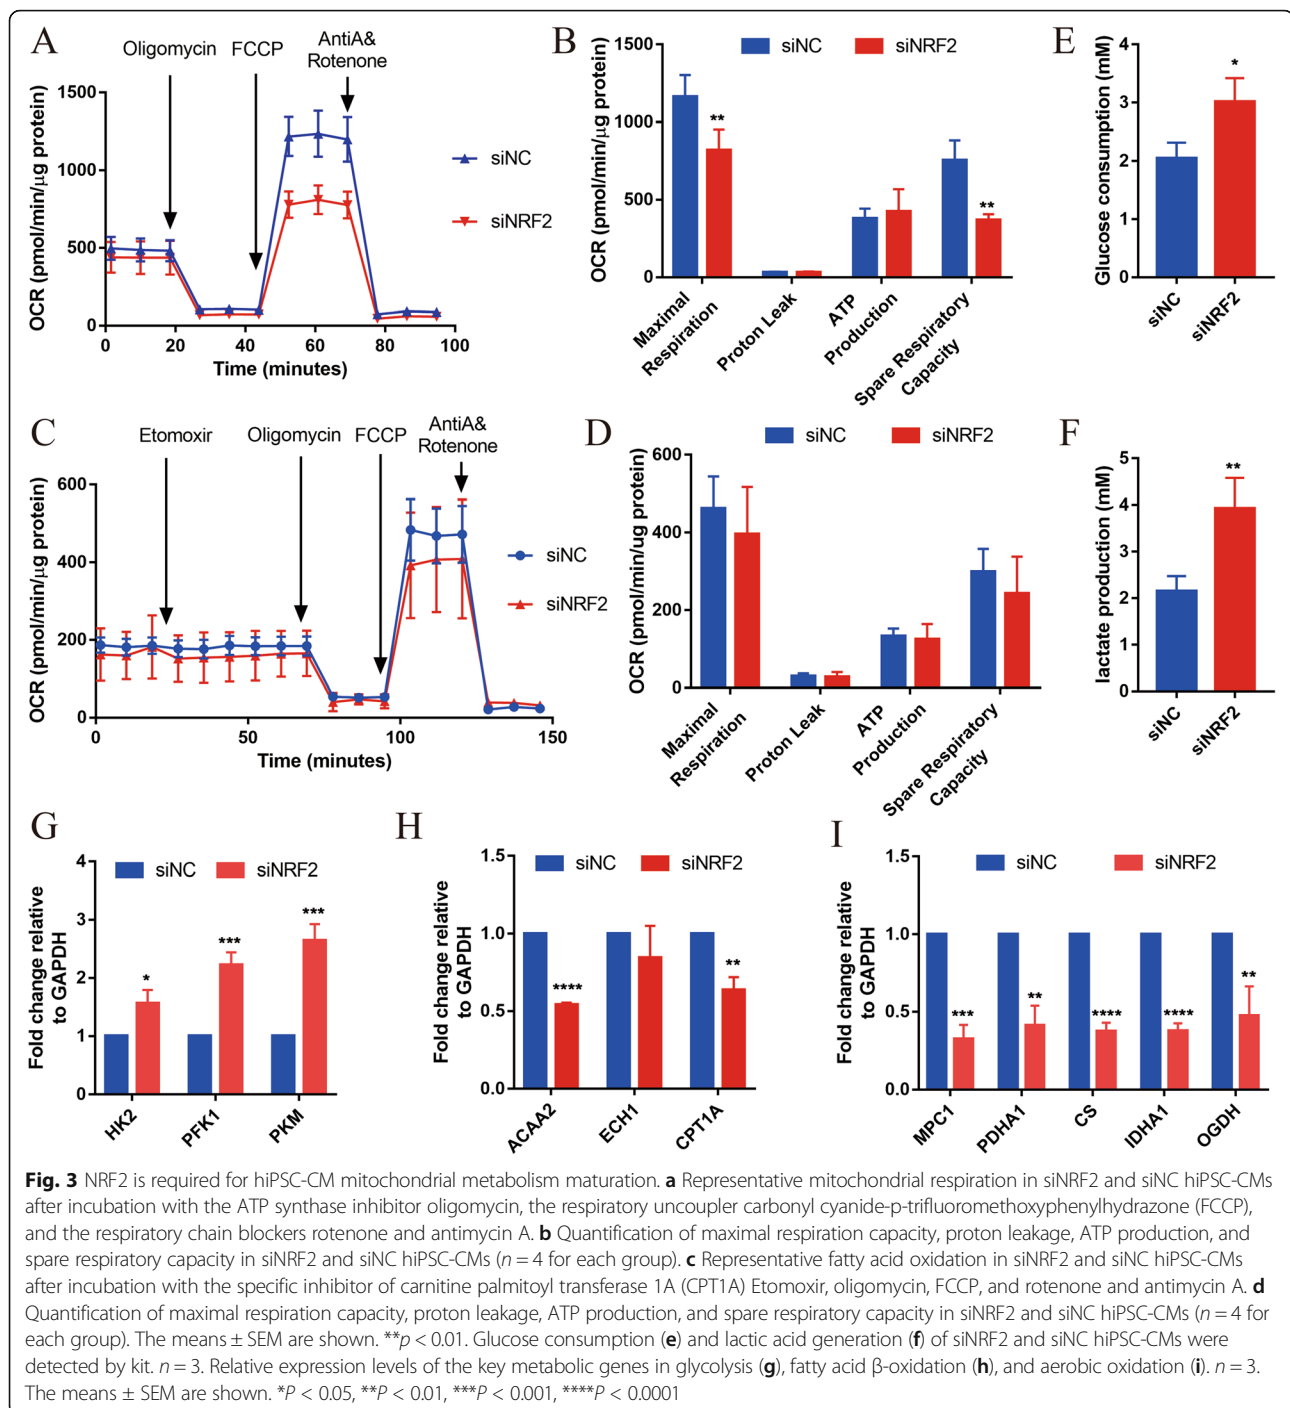 A
Oligomycin
FCCP
AntiA&
Rotenone
OCR (pmol/min/µg protein)
1500
1000
500
0
0 20 40 60 80 100
Time (minutes)
siNC
siNRF2
B
siNC siNRF2
OCR (pmol/min/µg protein)
1500
1000
500
0
**
**
Maximal
Respiration
Proton Leak
ATP
Production
Spare Respiratory
Capacity
E
Glucose consumption (mM)
4
3
2
1
0
*
siNC
siNRF2
C
Etomoxir
Oligomycin
FCCP
AntiA&
Rotenone
OCR (pmol/min/ug protein)
600
400
200
0
0 50 100 150
Time (minutes)
siNC
siNRF2
D
siNC siNRF2
OCR (pmol/min/ug protein)
600
400
200
0
Maximal
Respiration
Proton Leak
ATP
Production
Spare Respiratory
Capacity
F
lactate production (mM)
5
4
3
2
1
0
**
siNC
siNRF2
G
siNC siNRF2
Fold change relative
to GAPDH
4
3
2
1
0
*
***
***
HK2
PFK1
PKM
H
siNC siNRF2
Fold change relative
to GAPDH
1.5
1.0
0.5
0.0
****
**
ACAA2
ECH1
CPT1A
I
siNC siNRF2
Fold change relative
to GAPDH
1.5
1.0
0.5
0.0
***
**
****
****
**
MPC1
PDHA1
CS
IDHA1
OGDH
Fig. 3 NRF2 is required for hiPSC-CM mitochondrial metabolism maturation. a Representative mitochondrial respiration in siNRF2 and siNC hiPSC-CMs
after incubation with the ATP synthase inhibitor oligomycin, the respiratory uncoupler carbonyl cyanide-p-trifluoromethoxyphenylhydrazone (FCCP),
and the respiratory chain blockers rotenone and antimycin A. b Quantification of maximal respiration capacity, proton leakage, ATP production, and
spare respiratory capacity in siNRF2 and siNC hiPSC-CMs (n = 4 for each group). c Representative fatty acid oxidation in siNRF2 and siNC hiPSC-CMs
after incubation with the specific inhibitor of carnitine palmitoyl transferase 1A (CPT1A) Etomoxir, oligomycin, FCCP, and rotenone and antimycin A. d
Quantification of maximal respiration capacity, proton leakage, ATP production, and spare respiratory capacity in siNRF2 and siNC hiPSC-CMs (n = 4 for
each group). The means ± SEM are shown. **p < 0.01. Glucose consumption (e) and lactic acid generation (f) of siNRF2 and siNC hiPSC-CMs were
detected by kit. n = 3. Relative expression levels of the key metabolic genes in glycolysis (g), fatty acid β-oxidation (h), and aerobic oxidation (i). n = 3.
The means ± SEM are shown. *P < 0.05, **P < 0.01, ***P < 0.001, ****P < 0.0001